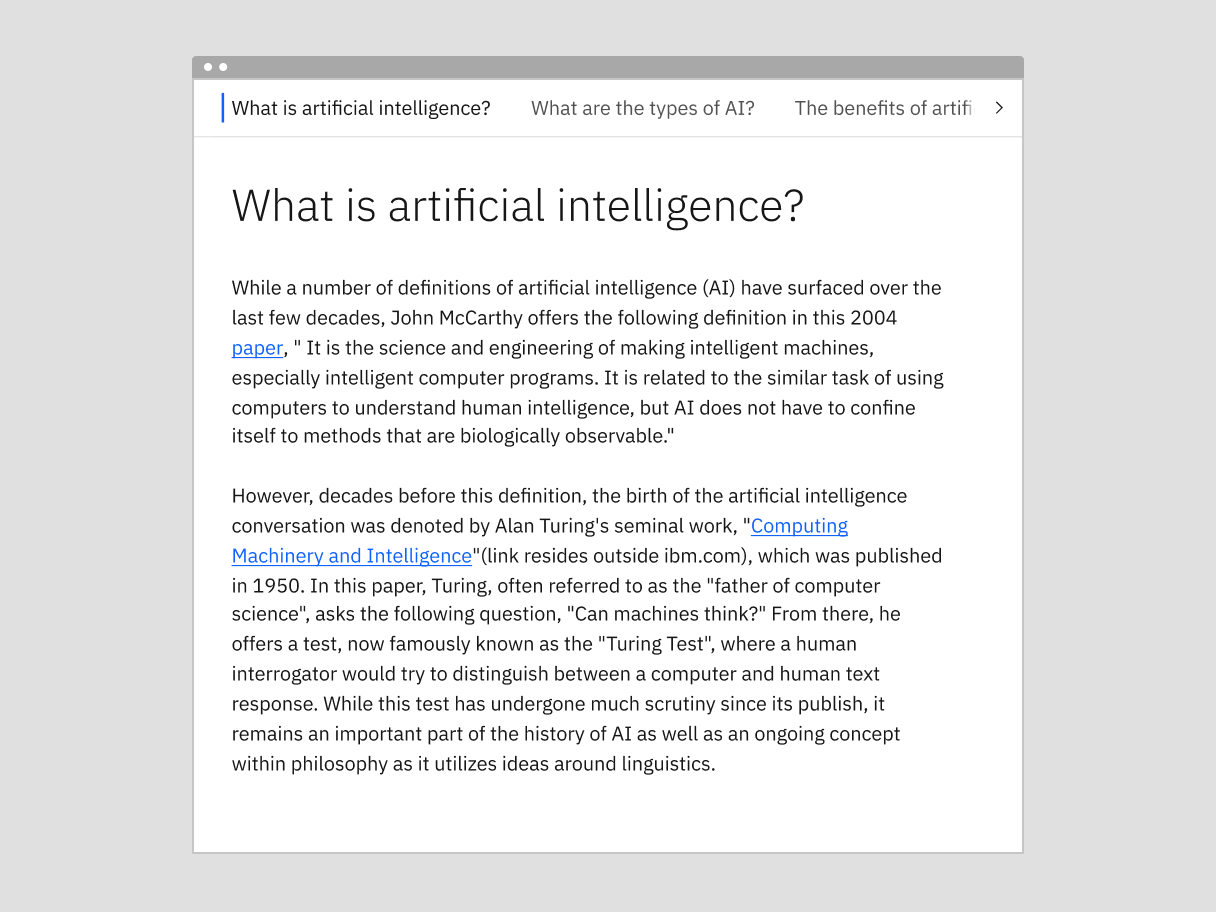 What is artificial intelligence? What are the types of AI? The benefits of artifi
What is artificial intelligence?
While a number of definitions of artificial intelligence (AI) have surfaced over the
last few decades, John McCarthy offers the following definition in this 2004
paper, " It is the science and engineering of making intelligent machines,
especially intelligent computer programs. It is related to the similar task of using
computers to understand human intelligence, but AI does not have to confine
itself to methods that are biologically observable."
However, decades before this definition, the birth of the artificial intelligence
conversation was denoted by Alan Turing's seminal work, "Computing
Machinery and Intelligence"(link resides outside ibm.com), which was published
in 1950. In this paper, Turing, often referred to as the "father of computer
science", asks the following question, "Can machines think?" From there, he
offers a test, now famously known as the "Turing Test", where a human
interrogator would try to distinguish between a computer and human text
response. While this test has undergone much scrutiny since its publish, it
remains an important part of the history of AI as well as an ongoing concept
within philosophy as it utilizes ideas around linguistics.